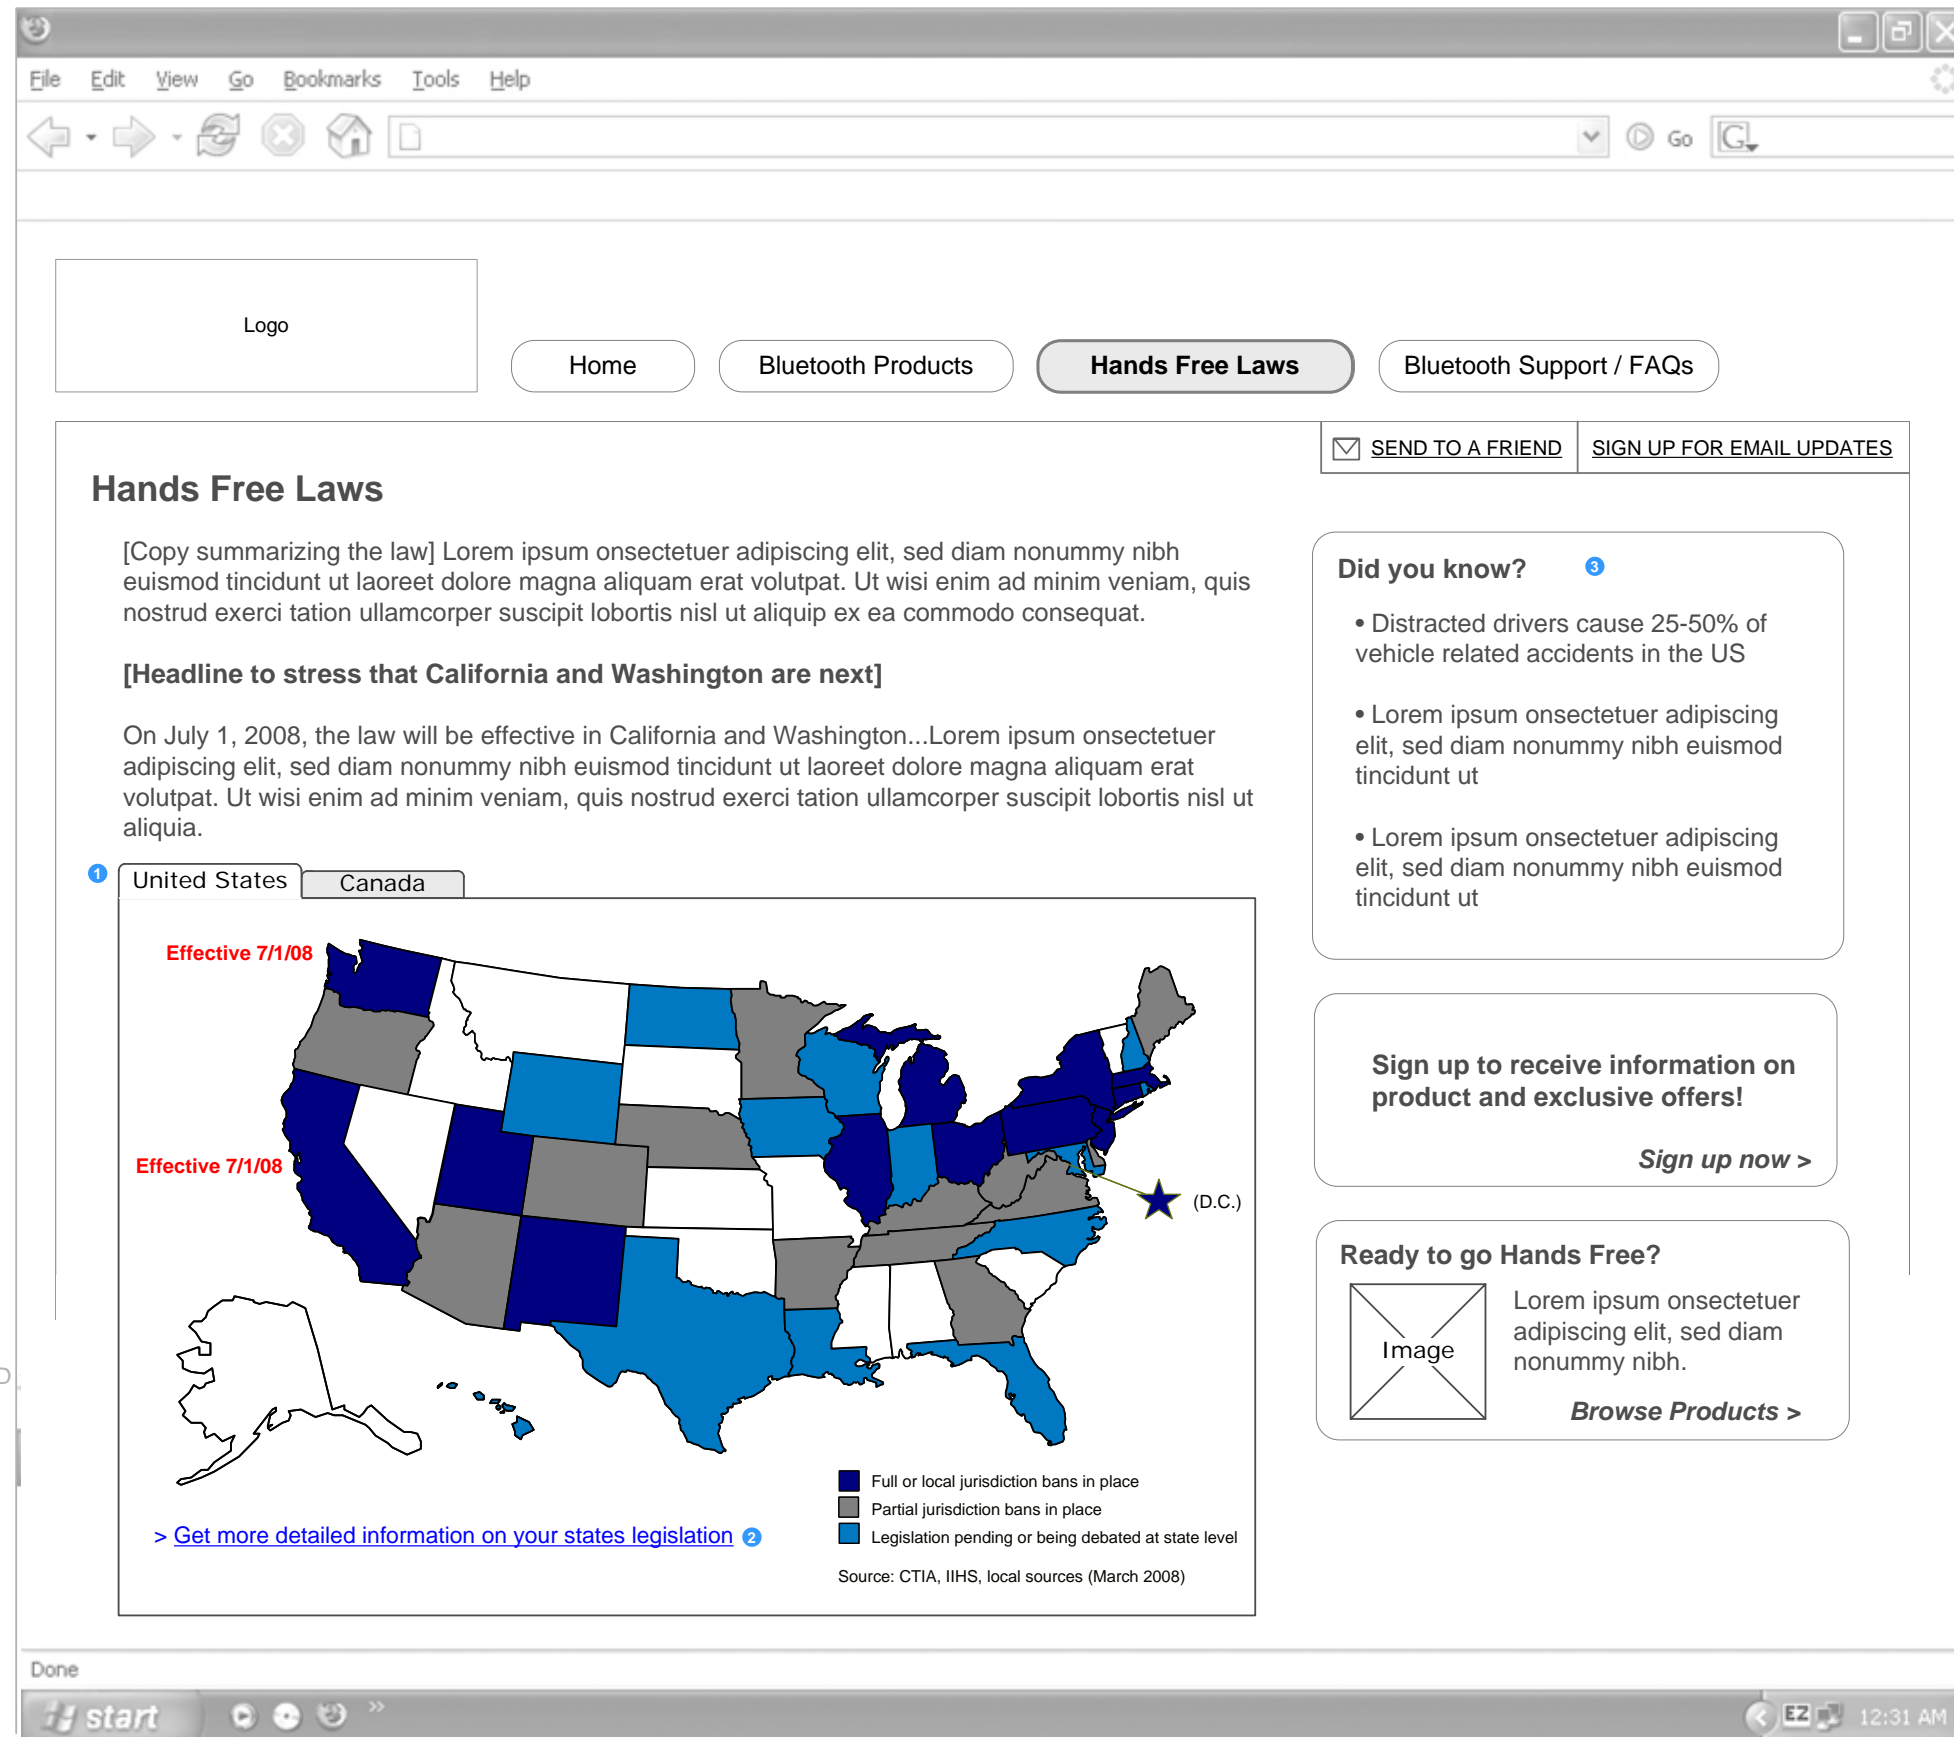 File Edit View Go Bookmarks Tools Help
Go G
Logo
Home
Bluetooth Products
Hands Free Laws
Bluetooth Support / FAQs
SEND TO A FRIEND
SIGN UP FOR EMAIL UPDATES
Hands Free Laws
[Copy summarizing the law] Lorem ipsum onsectetuer adipiscing elit, sed diam nonummy nibh
euismod tincidunt ut laoreet dolore magna aliquam erat volutpat. Ut wisi enim ad minim veniam, quis
nostrud exerci tation ullamcorper suscipit lobortis nisl ut aliquip ex ea commodo consequat.
[Headline to stress that California and Washington are next]
On July 1, 2008, the law will be effective in California and Washington...Lorem ipsum onsectetuer
adipiscing elit, sed diam nonummy nibh euismod tincidunt ut laoreet dolore magna aliquam erat
volutpat. Ut wisi enim ad minim veniam, quis nostrud exerci tation ullamcorper suscipit lobortis nisl ut
aliquia.
1
United States
Canada
Effective 7/1/08
Effective 7/1/08
(D.C.)
Full or local jurisdiction bans in place
Partial jurisdiction bans in place
Legislation pending or being debated at state level
Source: CTIA, IIHS, local sources (March 2008)
> Get more detailed information on your states legislation 2
Did you know? 3
• Distracted drivers cause 25-50% of
vehicle related accidents in the US
• Lorem ipsum onsectetuer adipiscing
elit, sed diam nonummy nibh euismod
tincidunt ut
• Lorem ipsum onsectetuer adipiscing
elit, sed diam nonummy nibh euismod
tincidunt ut
Sign up to receive information on
product and exclusive offers!
Sign up now >
Ready to go Hands Free?
Image
Lorem ipsum onsectetuer
adipiscing elit, sed diam
nonummy nibh.
Browse Products >
Done
start
» EZ 12:31 AM